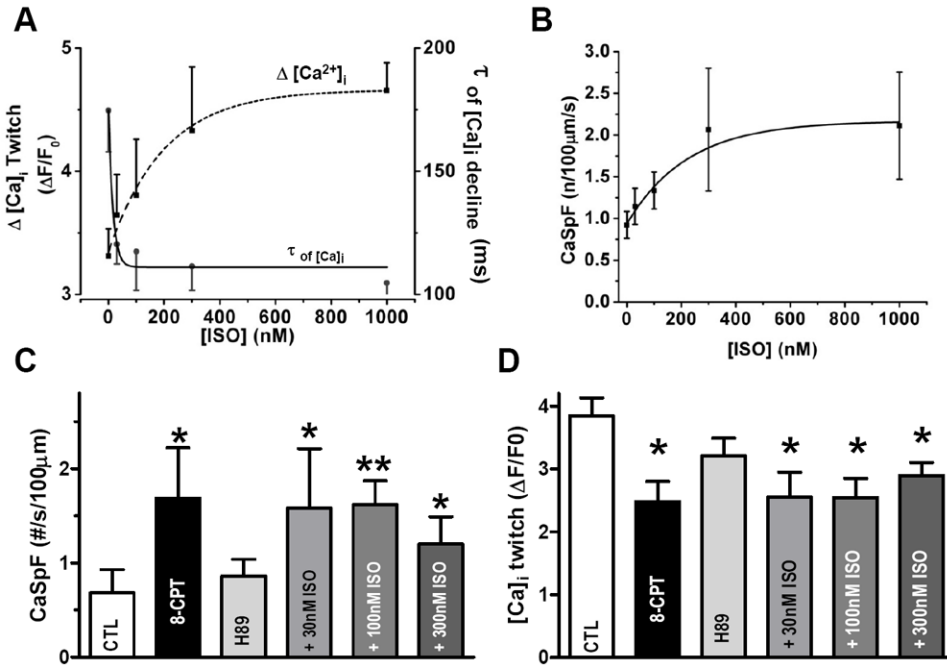 A
B
5
4
3
Δ [Ca]i Twitch
(ΔF/F0)
Δ [Ca2+]i
τ of [Ca]i
200
150
100
τ of [Ca]i decline (ms)
0 200 400 600 800 1000
[ISO] (nM)
3.0
2.5
2.0
1.5
1.0
0.5
0.0
CaSpF (n/100μm/s)
0 200 400 600 800 1000
[ISO] (nM)
C
D
CaSpF (#/s/100μm)
2
1
0
* * ** *
CTL
8-CPT
H89
+ 30nM ISO
+ 100nM ISO
+ 300nM ISO
[Ca]i twitch (ΔF/F0)
4
3
2
1
0
* * * *
CTL
8-CPT
H89
+ 30nM ISO
+ 100nM ISO
+ 300nM ISO